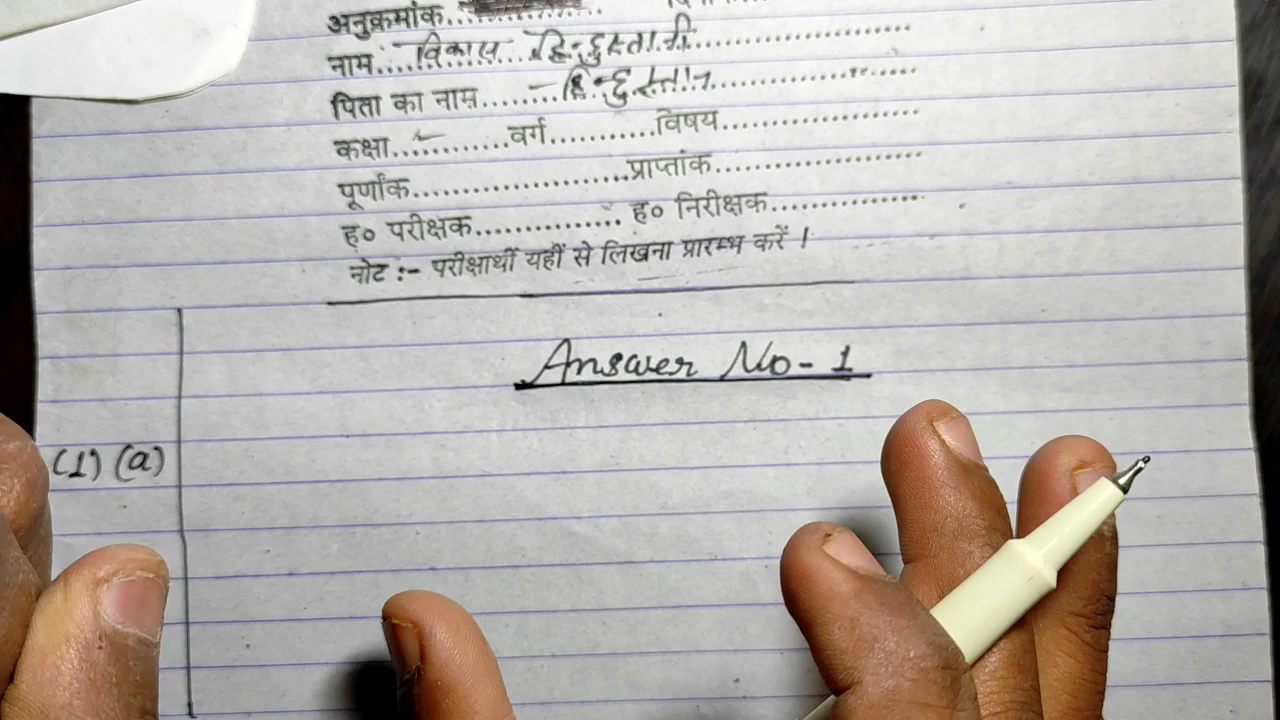 अनुक्रमांक
नाम विकास हिन्दुस्तानी
पिता का नाम हिन्दुस्तान
कक्षा वर्ग विषय
पूर्णांक प्राप्तांक
ह० परीक्षक ह० निरीक्षक
नोट :- परीक्षार्थी यहीं से लिखना प्रारम्भ करें ।
Answer No - 1
(1) (a)